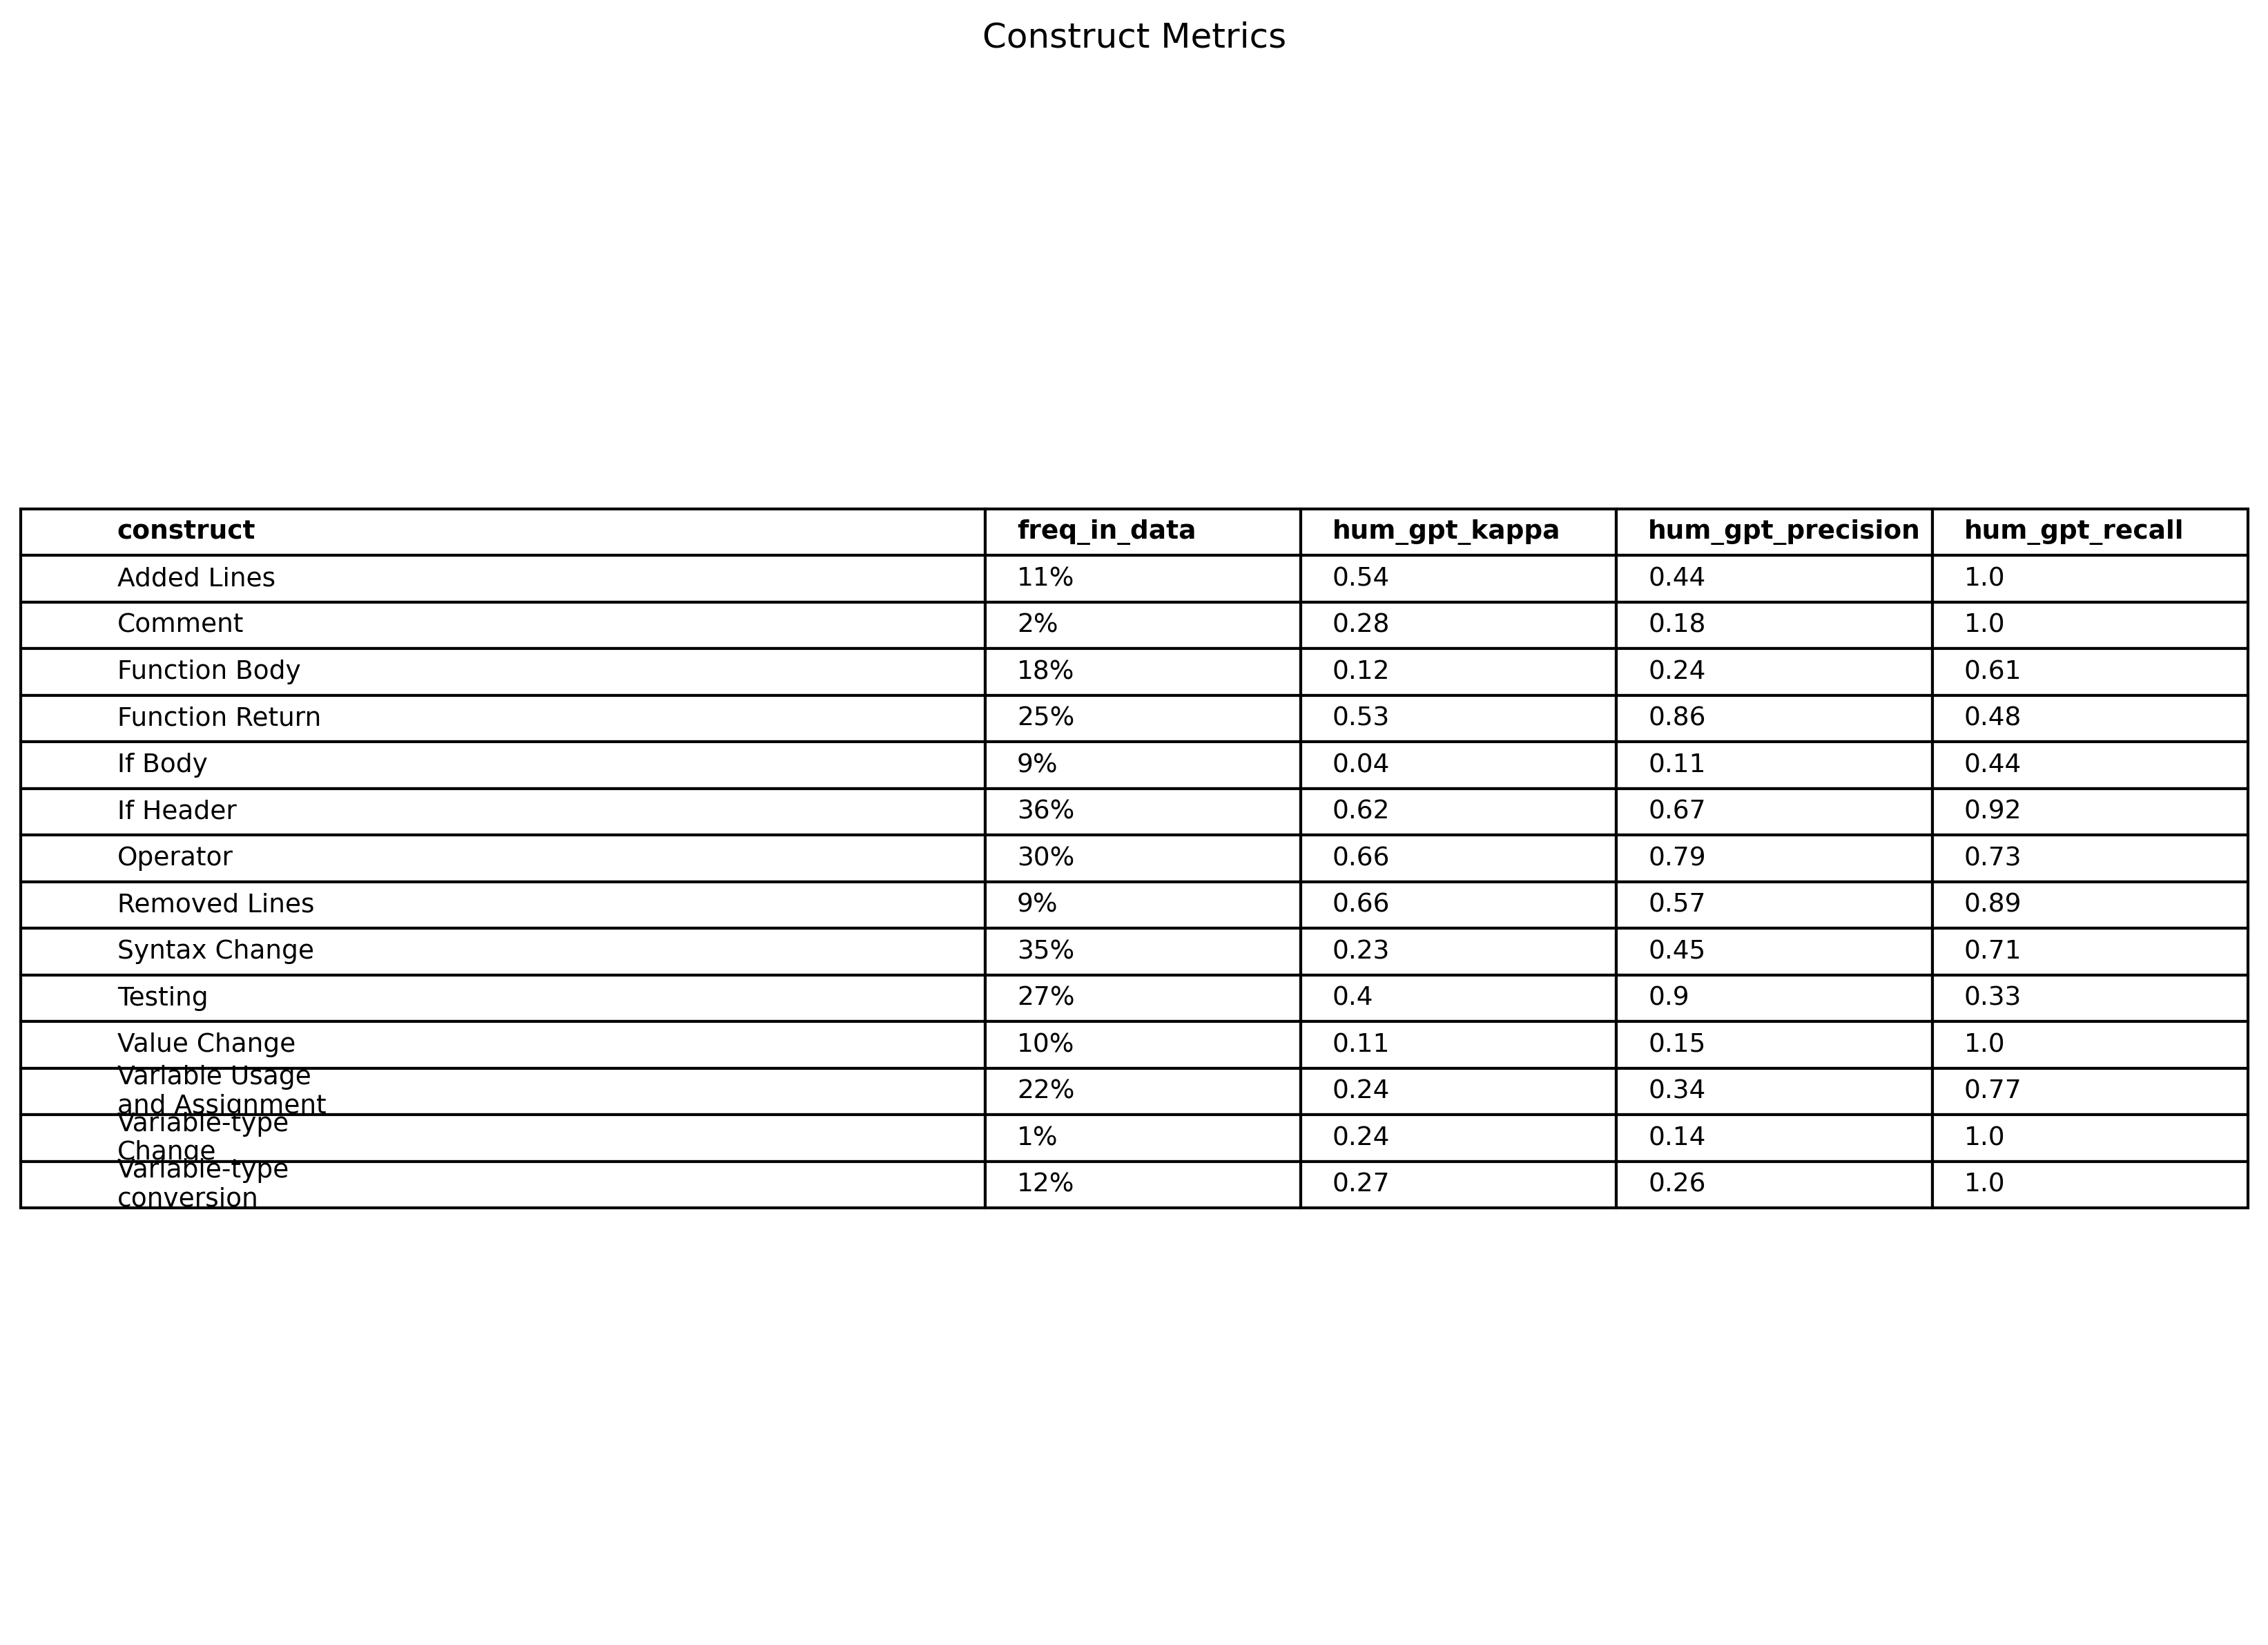 Construct Metrics
construct freq_in_data hum_gpt_kappa hum_gpt_precision hum_gpt_recall
Added Lines 11% 0.54 0.44 1.0
Comment 2% 0.28 0.18 1.0
Function Body 18% 0.12 0.24 0.61
Function Return 25% 0.53 0.86 0.48
If Body 9% 0.04 0.11 0.44
If Header 36% 0.62 0.67 0.92
Operator 30% 0.66 0.79 0.73
Removed Lines 9% 0.66 0.57 0.89
Syntax Change 35% 0.23 0.45 0.71
Testing 27% 0.4 0.9 0.33
Value Change 10% 0.11 0.15 1.0
Variable Usage
and Assignment 22% 0.24 0.34 0.77
Variable-type
Change 1% 0.24 0.14 1.0
Variable-type
conversion 12% 0.27 0.26 1.0